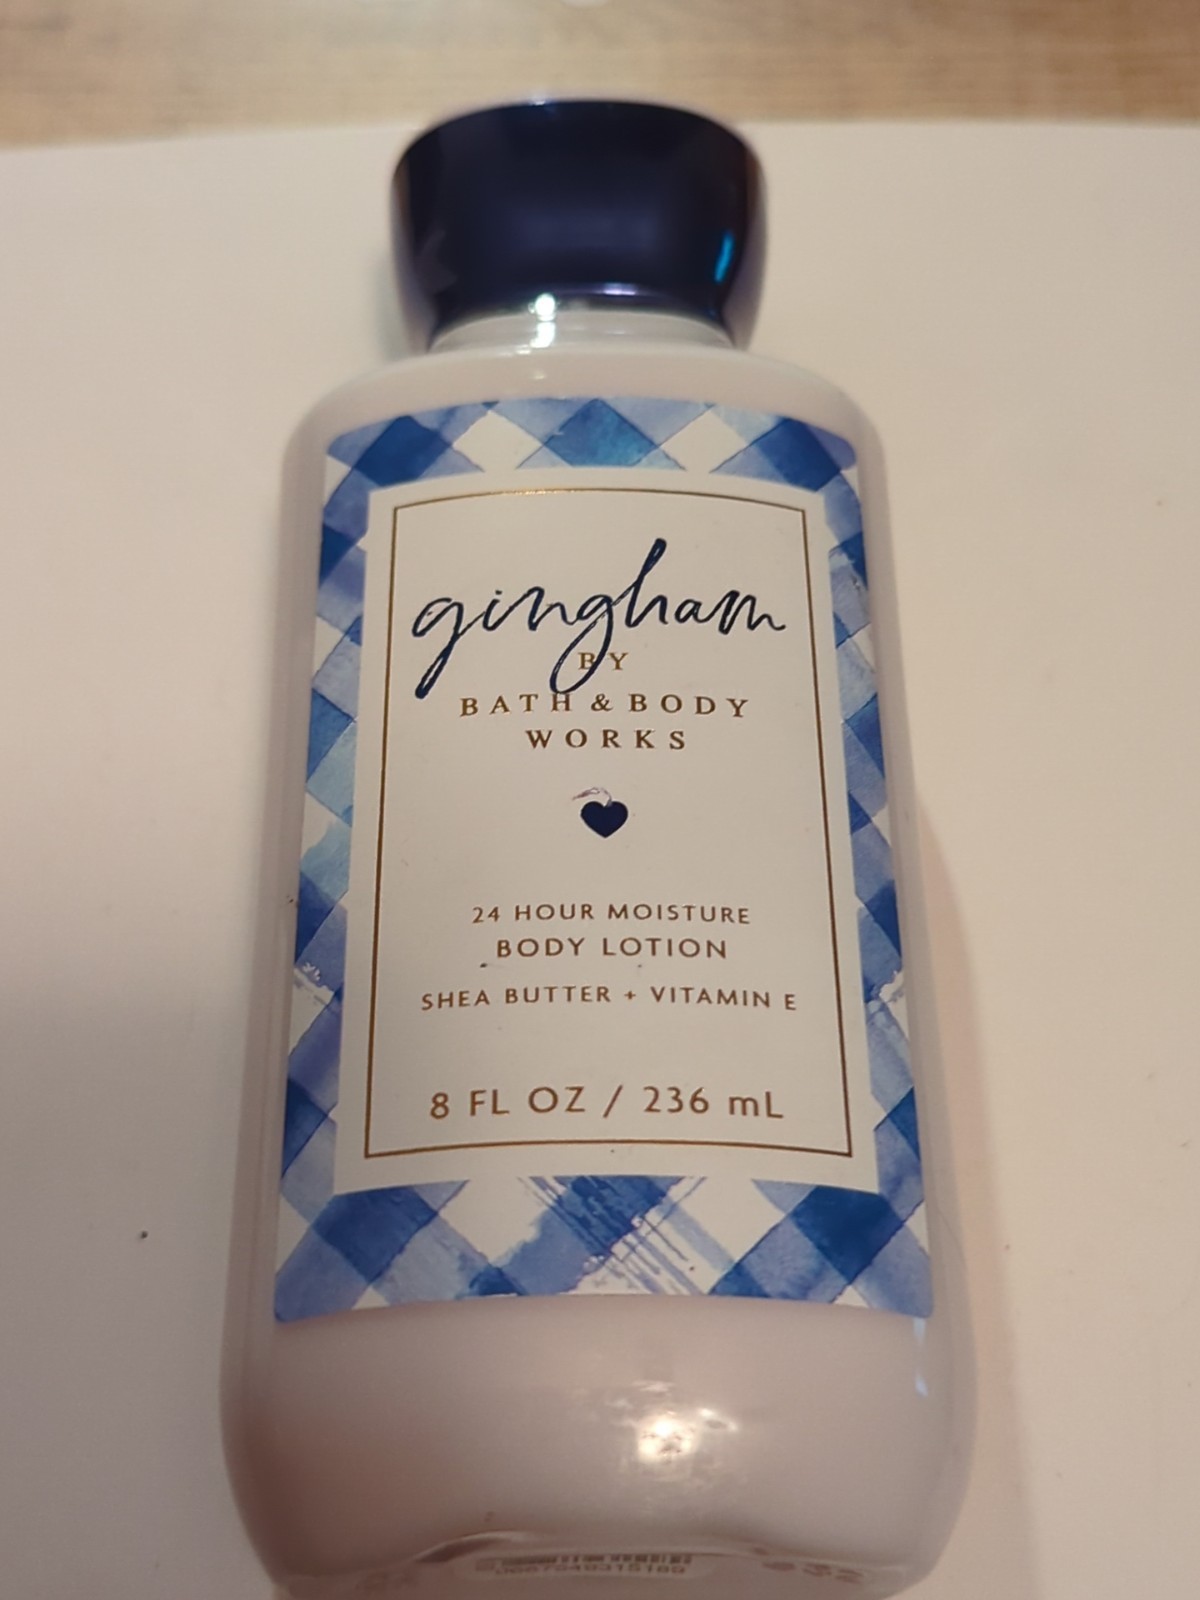 gingham
BY
BATH & BODY
WORKS
24 HOUR MOISTURE
BODY LOTION
SHEA BUTTER + VITAMIN E
8 FL OZ / 236 mL